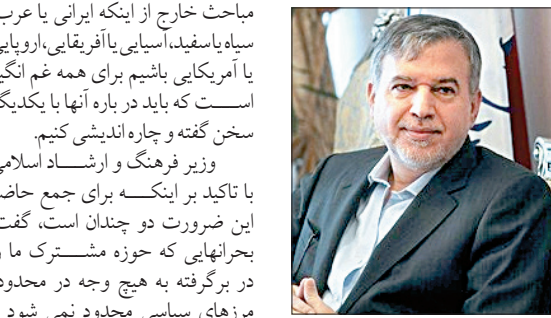 مباحث خارج از اینکه ایرانی یا عرب
سیاه یا سفید، آسیایی یا آفریقایی، اروپایی
یا آمریکایی باشیم برای همه غم انگیز
است که باید در باره آنها با یکدیگر
سخن گفته و چاره اندیشی کنیم.
وزیر فرهنگ و ارشاد اسلامی
با تاکید بر اینکه برای جمع حاضر
این ضرورت دو چندان است، گفت
بحرانهایی که حوزه مشترک ما را
در برگرفته به هیچ وجه در محدوده
مرزهای سیاسی محدود نمی شود